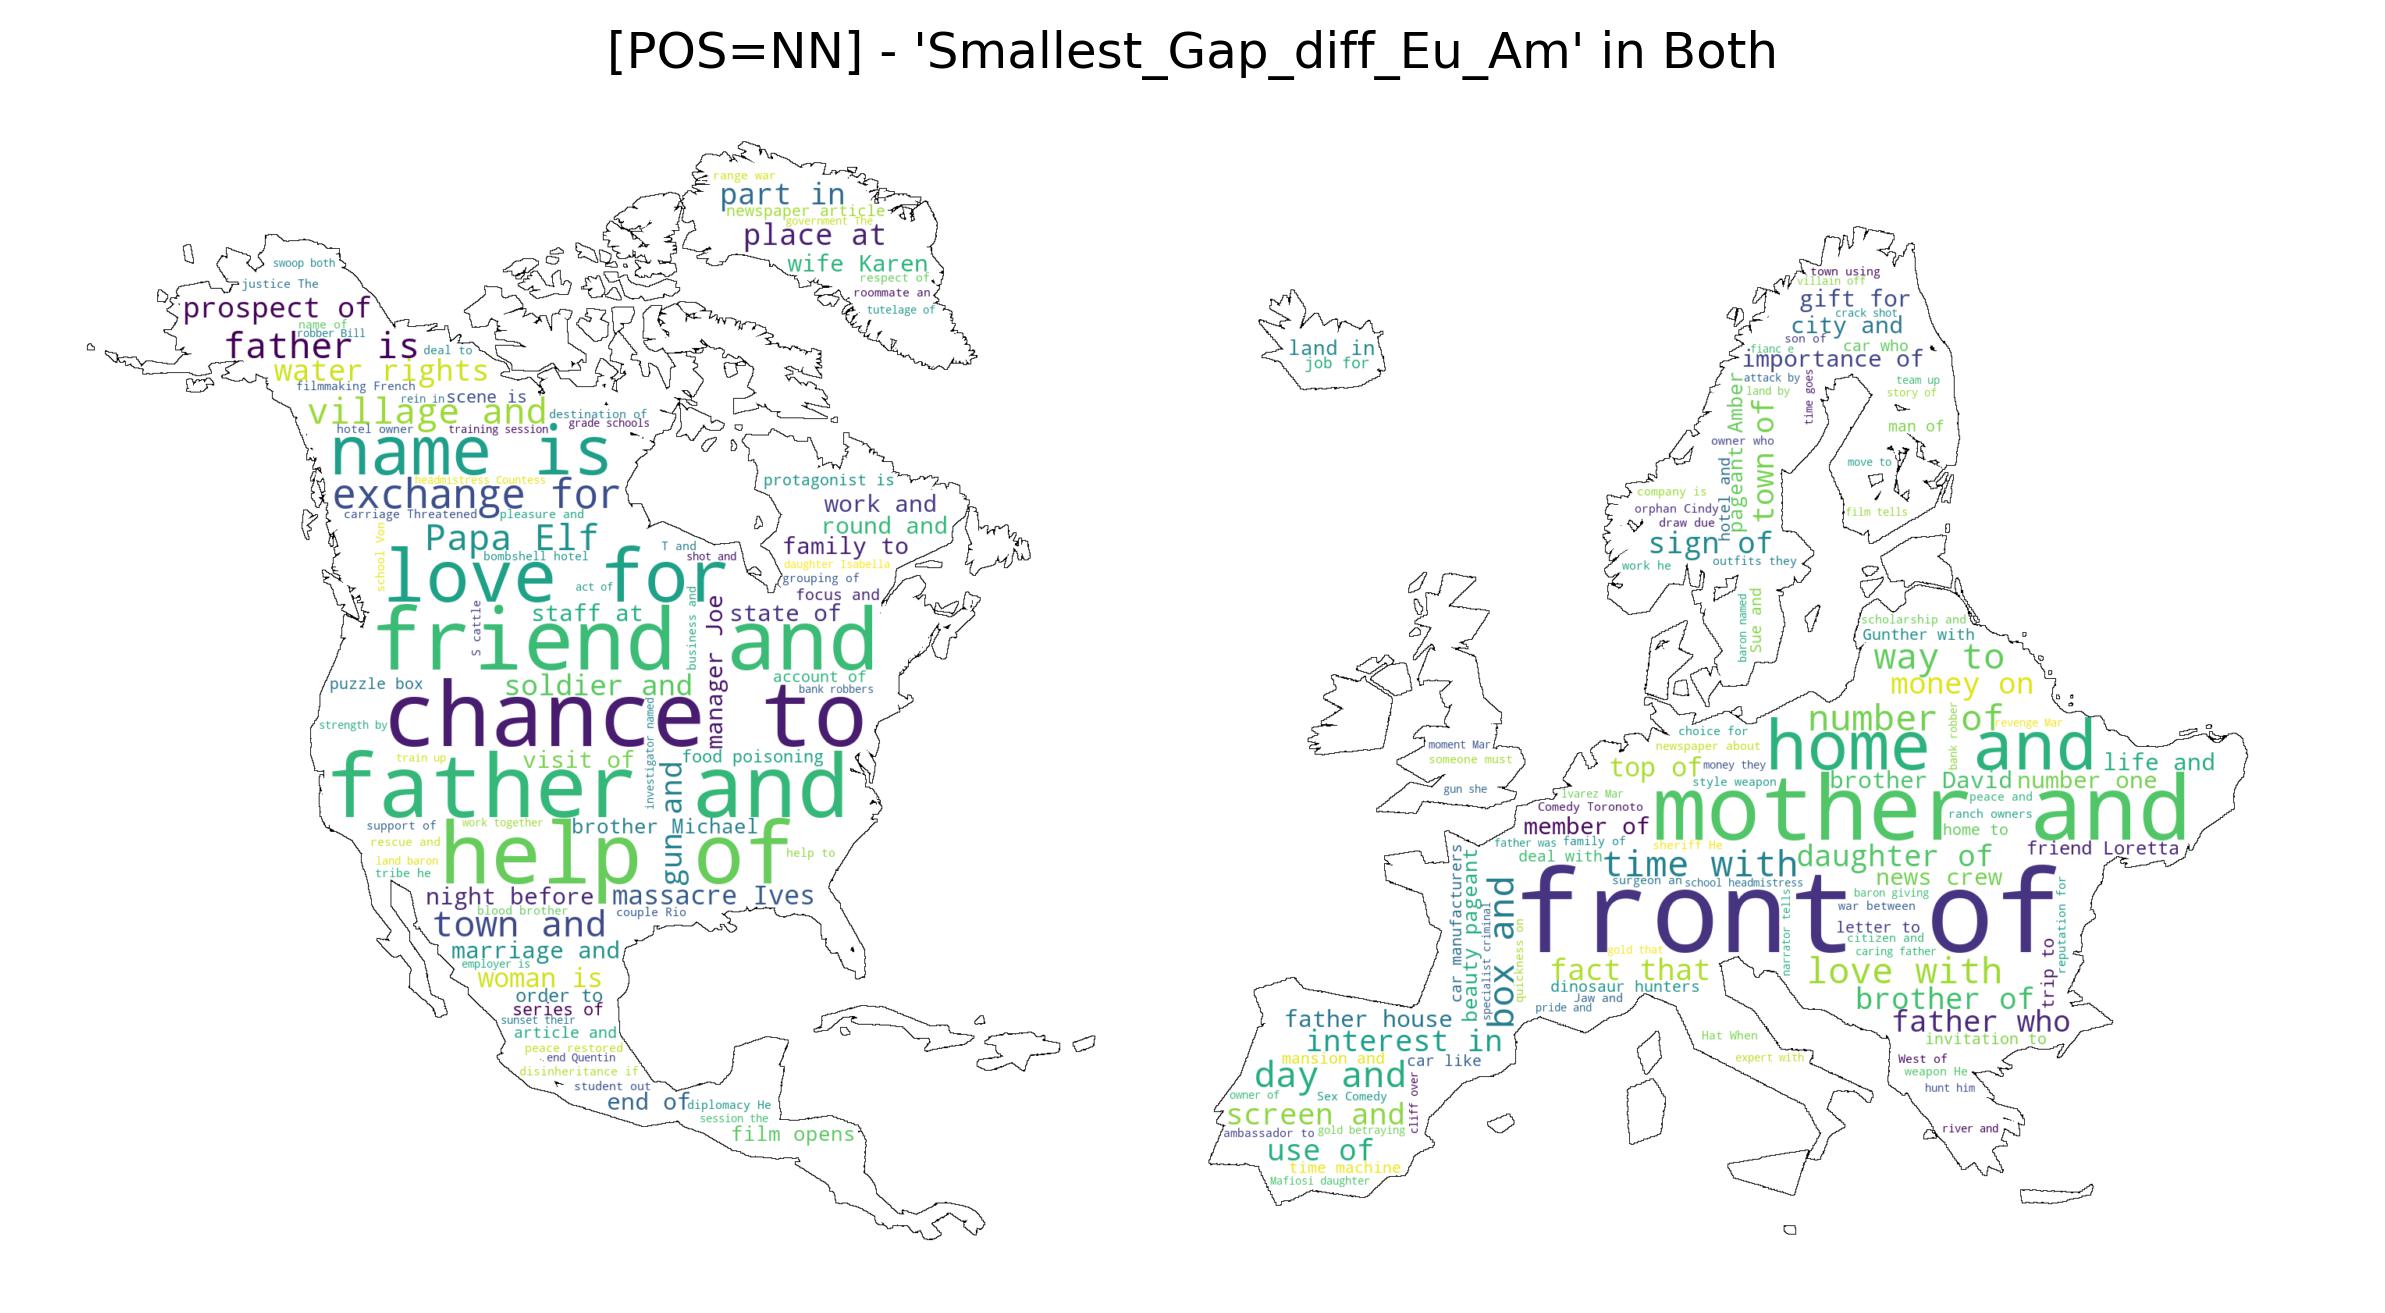 [POS=NN] - 'Smallest_Gap_diff_Eu_Am' in Both
range war
part in
newspaper article
government The
place at
wife Karen
respect of
roommate an
tutelage of
swoop both
justice The
prospect of
name of
robber Bill
father is
deal to
water rights
filmmaking French
rein in
scene is
village and
destination of
grade schools
hotel owner
training session
name is
headmistress Countess
exchange for
carriage Threatened
pleasure and
protagonist is
work and
round and
family to
daughter Isabella
grouping of
focus and
Papa Elf
T and
bombshell hotel
shot and
school Von
love for
act of
staff at
state of
S cattle
business and
friend and
manager Joe
account of
puzzle box
soldier and
bank robbers
chance to
strength by
investigator named
train up
visit of
food poisoning
father and
gun and
support of
work together
brother Michael
rescue and
help of
help to
land baron
tribe he
night before
massacre Ives
blood brother
couple Rio
town and
marriage and
employer is
woman is
order to
series of
sunset their
article and
peace restored
end Quentin
disinheritance if
student out
end of
diplomacy He
session the
film opens
land in
job for
town using
villain off
gift for
crack shot
city and
son of
car who
fianc e
importance of
attack by
time goes
team up
land by
story of
pageant Amber
town of
man of
owner who
hotel and
move to
company is
orphan Cindy
draw due
film tells
sign of
outfits they
work he
baron named
Sue and
scholarship and
Gunther with
way to
money on
number of
revenge Mar
bank robber
choice for
home and
moment Mar
newspaper about
someone must
top of
money they
life and
style weapon
brother David
number one
gun she
lvarez Mar
peace and
Comedy Toronoto
mother and
ranch owners
member of
home to
father was
family of
sheriff He
friend Loretta
deal with
time with
daughter of
car manufacturers
beauty pageant
surgeon an
school headmistress
news crew
baron giving
reputation for
specialist criminal
box and
quickness on
front of
war between
narrator tells
letter to
citizen and
gold that
caring father
fact that
love with
trip to
dinosaur hunters
Jaw and
brother of
pride and
father house
father who
interest in
Hat When
invitation to
mansion and
car like
expert with
West of
weapon He
day and
cliff over
hunt him
owner of
Sex Comedy
screen and
ambassador to
gold betraying
river and
use of
time machine
Mafiosi daughter